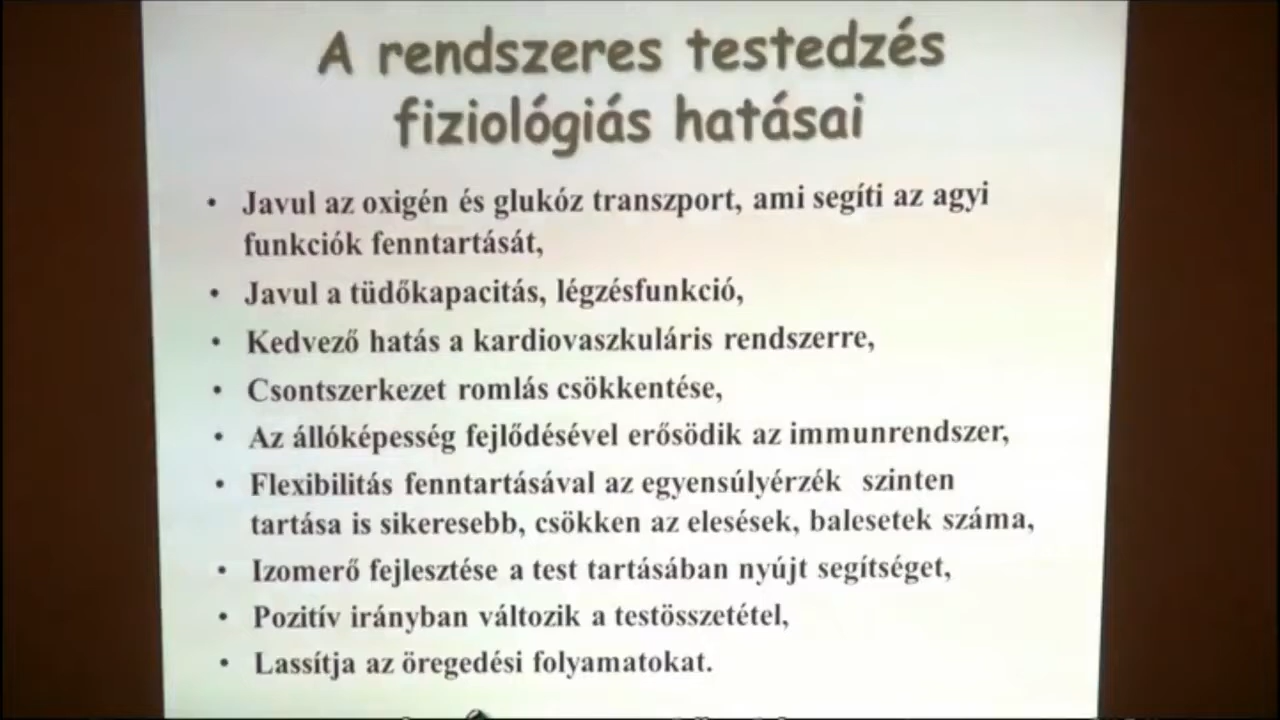 A rendszeres testedzés
fiziológiás hatásai
• Javul az oxigén és glukóz transzport, ami segíti az agyi
funkciók fenntartását,
• Javul a tüdőkapacitás, légzésfunkció,
• Kedvező hatás a kardiovaszkuláris rendszerre,
• Csontszerkezet romlás csökkentése,
• Az állóképesség fejlődésével erősödik az immunrendszer,
• Flexibilitás fenntartásával az egyensúlyérzék szinten
tartása is sikeresebb, csökken az elesések, balesetek száma,
• Izomerő fejlesztése a test tartásában nyújt segítséget,
• Pozitív irányban változik a testösszetétel,
• Lassítja az öregedési folyamatokat.